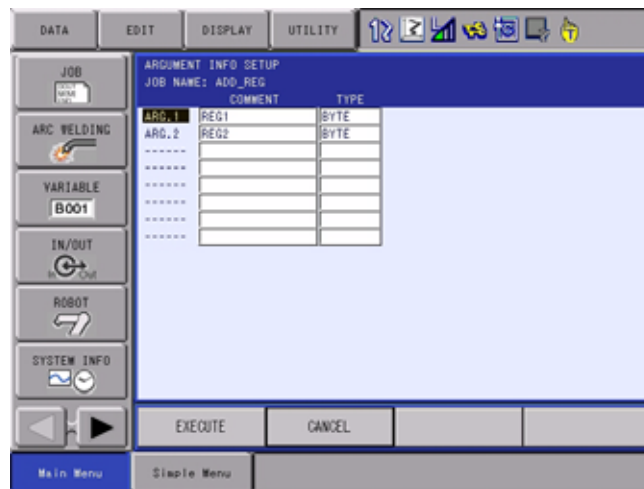 DATA EDIT DISPLAY UTILITY
JOB
ARC WELDING
VARIABLE
B001
IN/OUT
In Out
ROBOT
SYSTEM INFO
ARGUMENT INFO SETUP
JOB NAME: ADD_REG
COMMENT TYPE
ARG.1 REG1 BYTE
ARG.2 REG2 BYTE
------
------
------
------
------
------
EXECUTE CANCEL
Main Menu Simple Menu